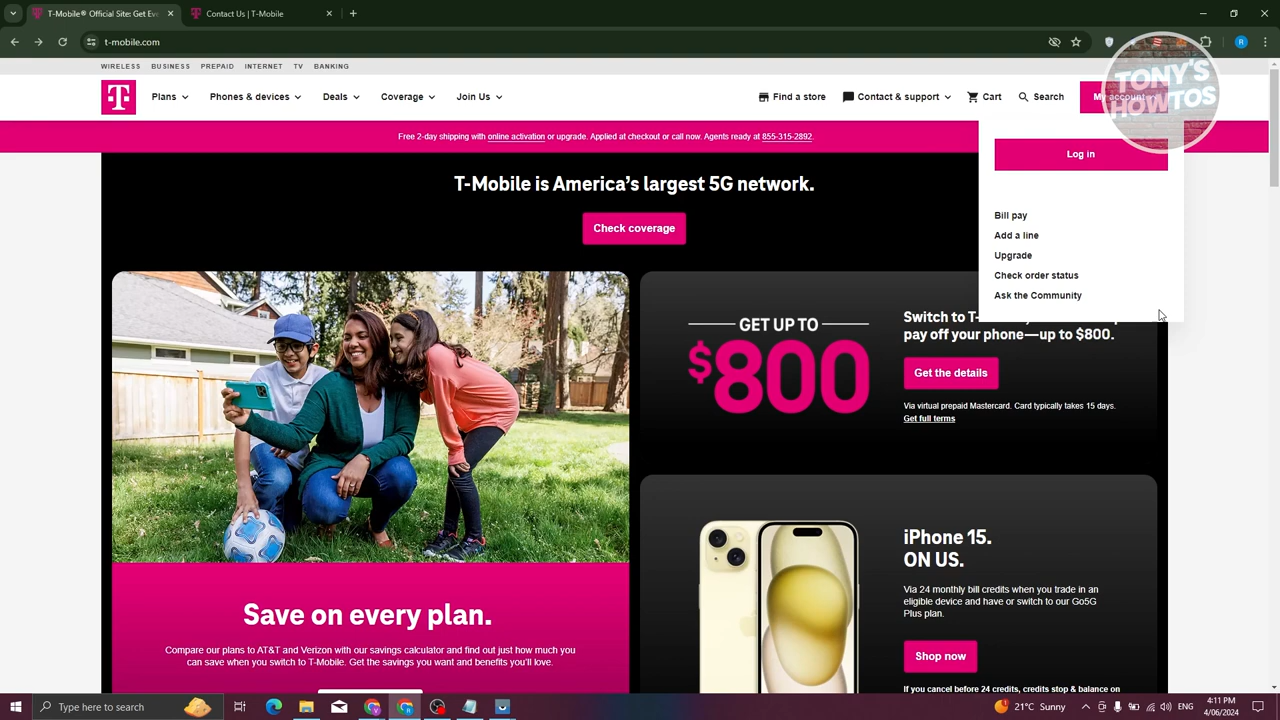 T-Mobile® Official Site: Get Eve
Contact Us | T-Mobile
t-mobile.com
WIRELESS BUSINESS PREPAID INTERNET TV BANKING
T
Plans
Phones & devices
Deals
Coverage
Join Us
Find a store
Contact & support
Cart
Search
My account
TONY'S
HOWTOS
Free 2-day shipping with online activation or upgrade. Applied at checkout or call now. Agents ready at 855-315-2892.
Log in
Bill pay
Add a line
Upgrade
Check order status
Ask the Community
T-Mobile is America's largest 5G network.
Check coverage
GET UP TO
$800
Switch to T-
pay off your phone—up to $800.
Get the details
Via virtual prepaid Mastercard. Card typically takes 15 days.
Get full terms
Save on every plan.
Compare our plans to AT&T and Verizon with our savings calculator and find out just how much you
can save when you switch to T-Mobile. Get the savings you want and benefits you'll love.
iPhone 15.
ON US.
Via 24 monthly bill credits when you trade in an
eligible device and have or switch to our Go5G
Plus plan.
Shop now
If you cancel before 24 credits, credits stop & balance on
Type here to search
21°C Sunny
ENG
4:11 PM
4/06/2024
R